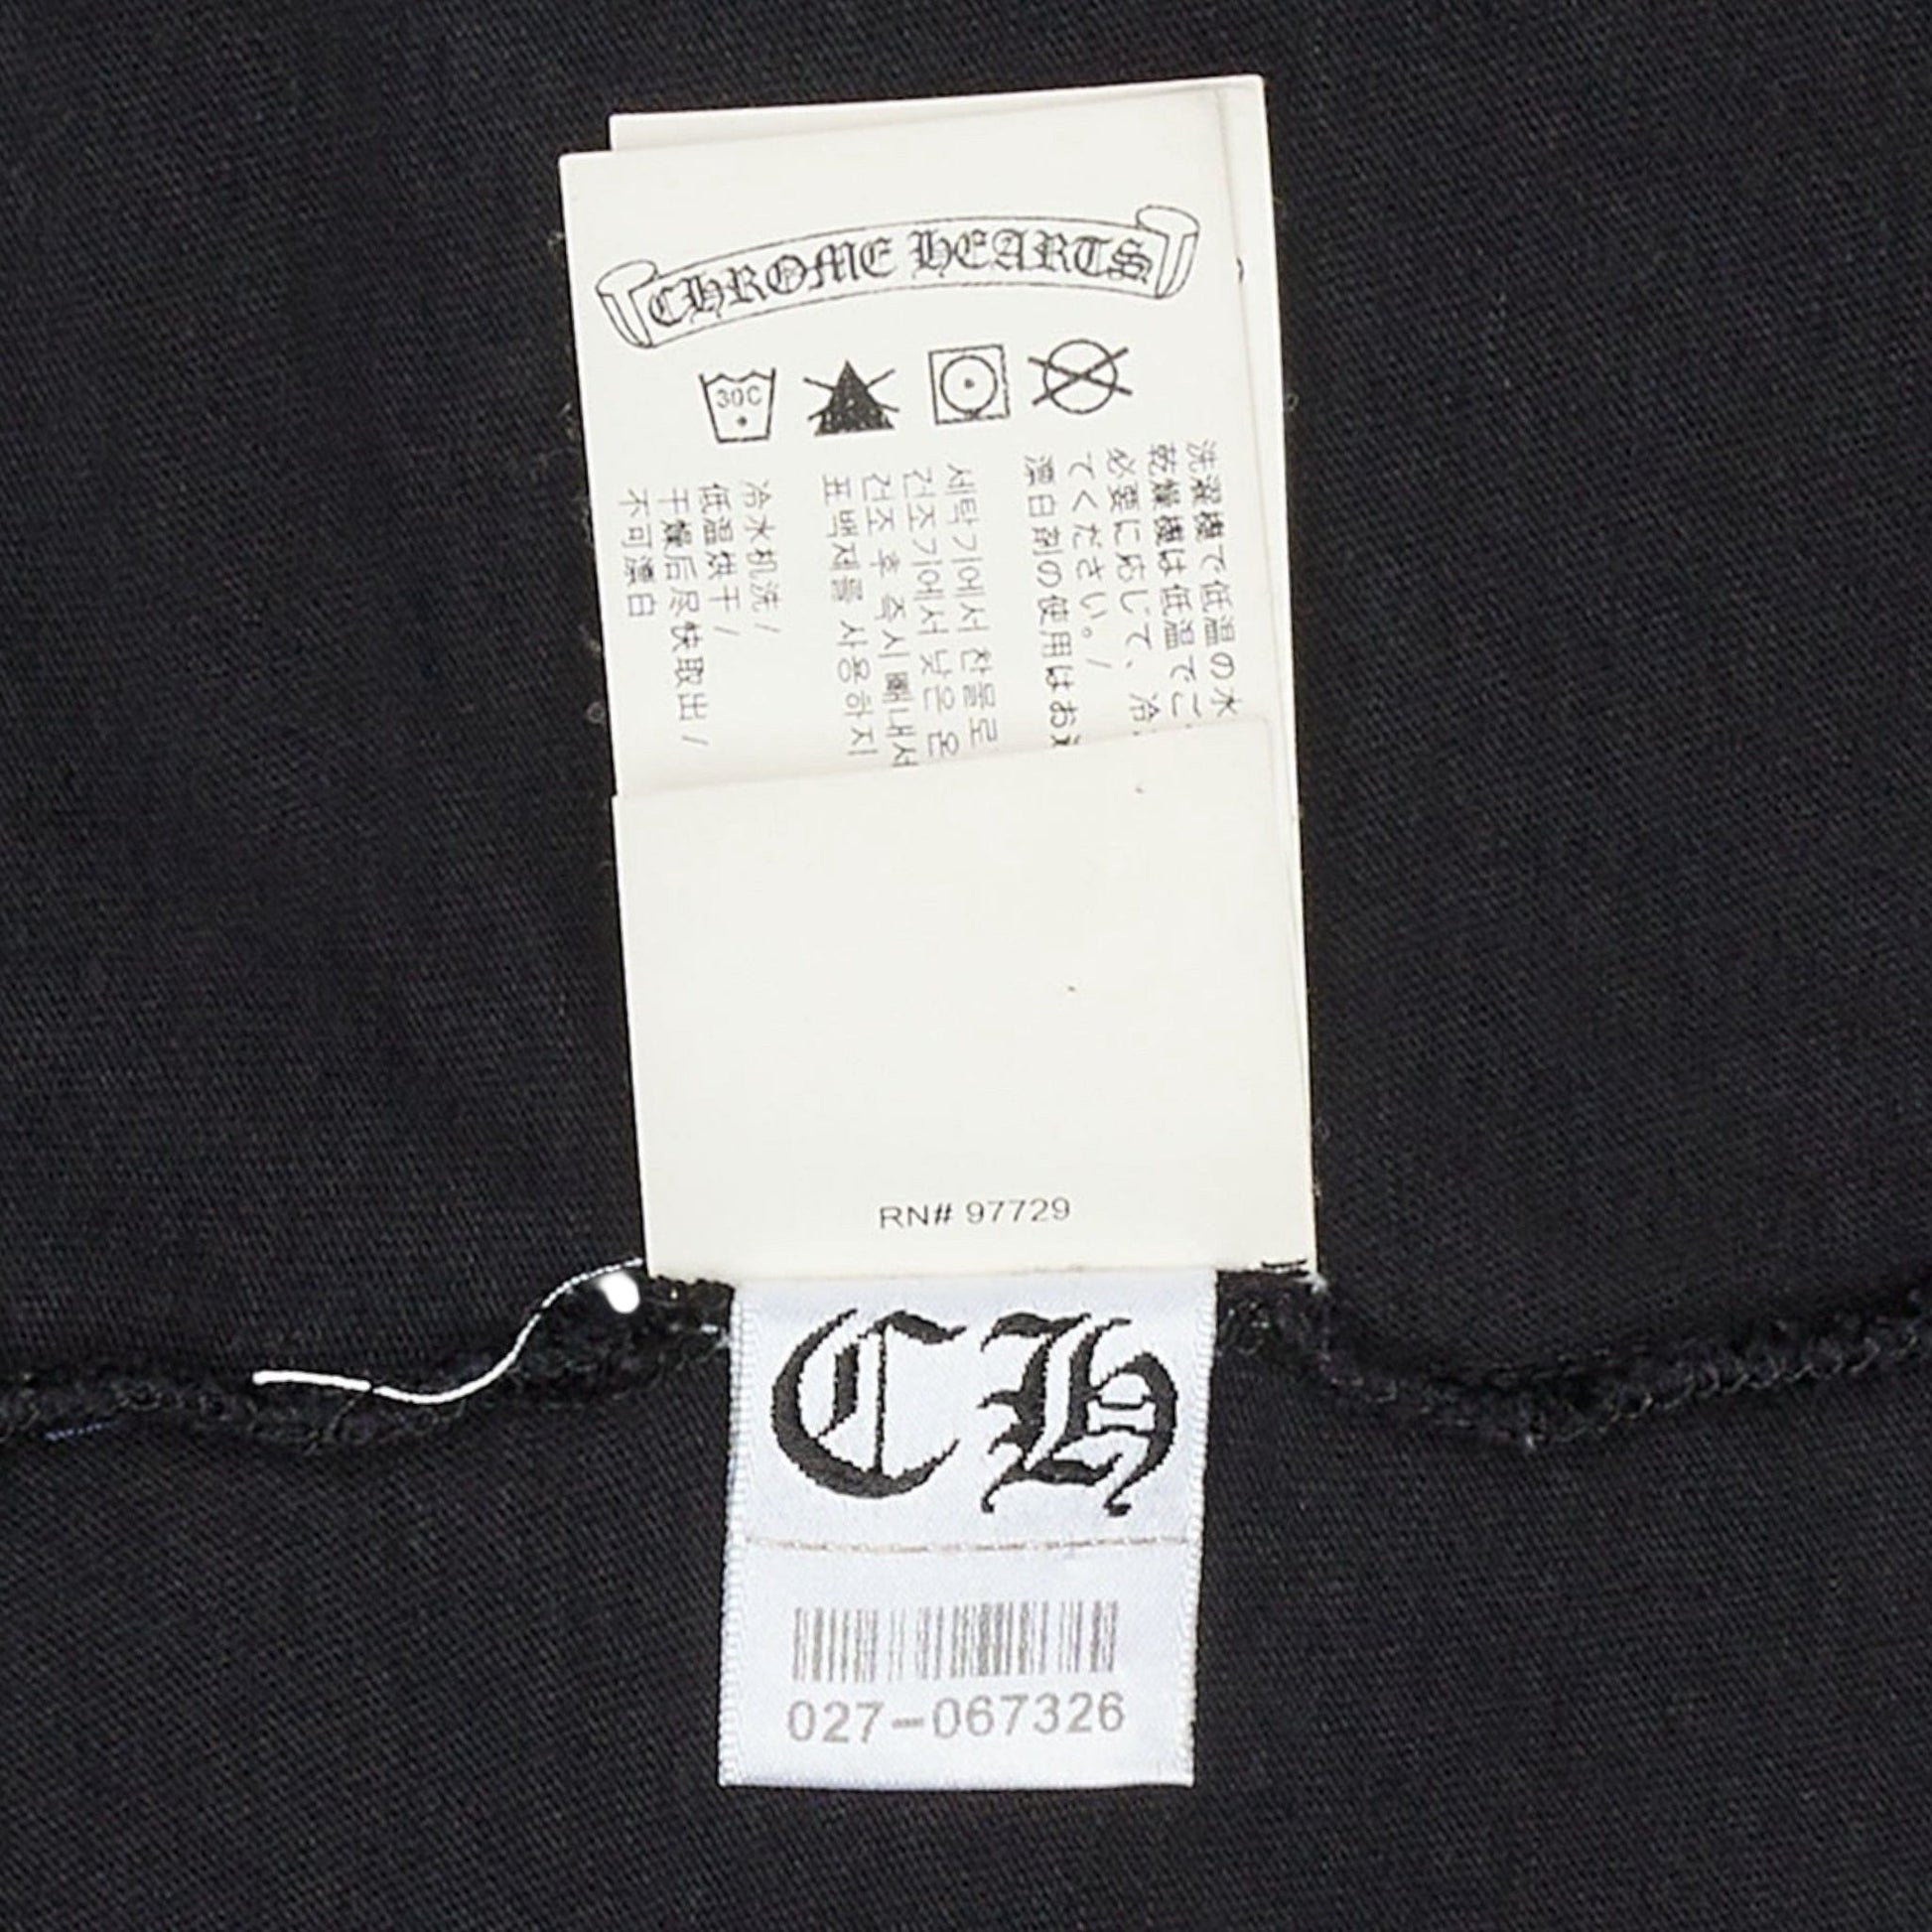 CHROME HEARTS
30C
洗濯機で低温の水
乾燥機は低温でご
必要に応じて、冷
てください。/
漂白剤の使用はお
세탁기에서 찬물로
건조기에서 낮은 온
건조 후 즉시 빼내서
표백제를 사용하지
冷水机洗 /
低温烘干 /
干燥后尽快取出 /
不可漂白
RN# 97729
CH
027-067326